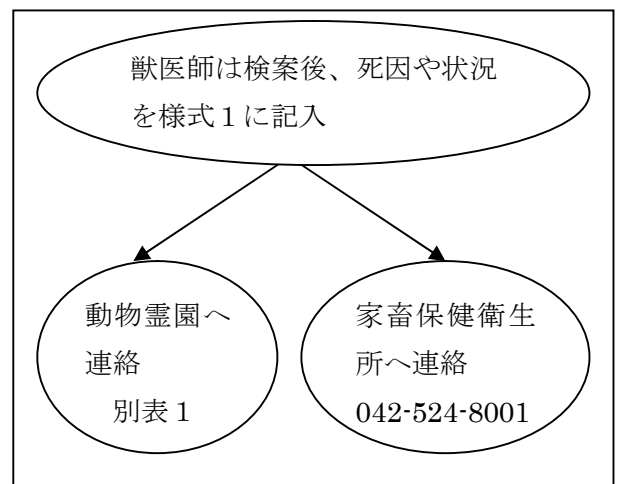 獣医師は検案後、死因や状況
を様式１に記入
動物霊園へ
連絡
別表１
家畜保健衛生
所へ連絡
042-524-8001